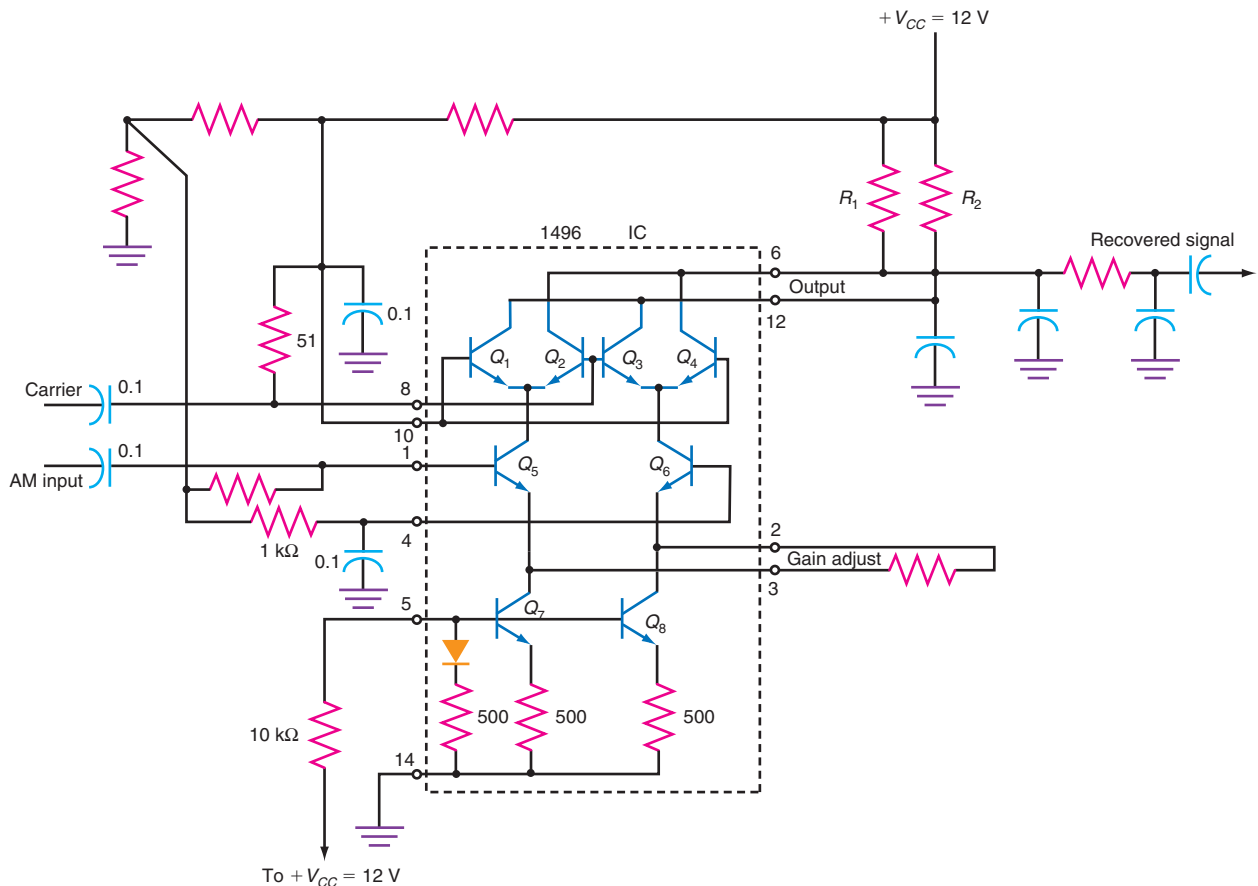 + V_CC = 12 V
R₁
R₂
1496 IC
6
Recovered signal
Output
0.1
51
12
Q₁
Q₂
Q₃
Q₄
Carrier
0.1
8
10
0.1
1
AM input
Q₅
Q₆
1 kΩ
4
0.1
2
Gain adjust
3
5
Q₇
Q₈
10 kΩ
500
500
500
14
To + V_CC = 12 V